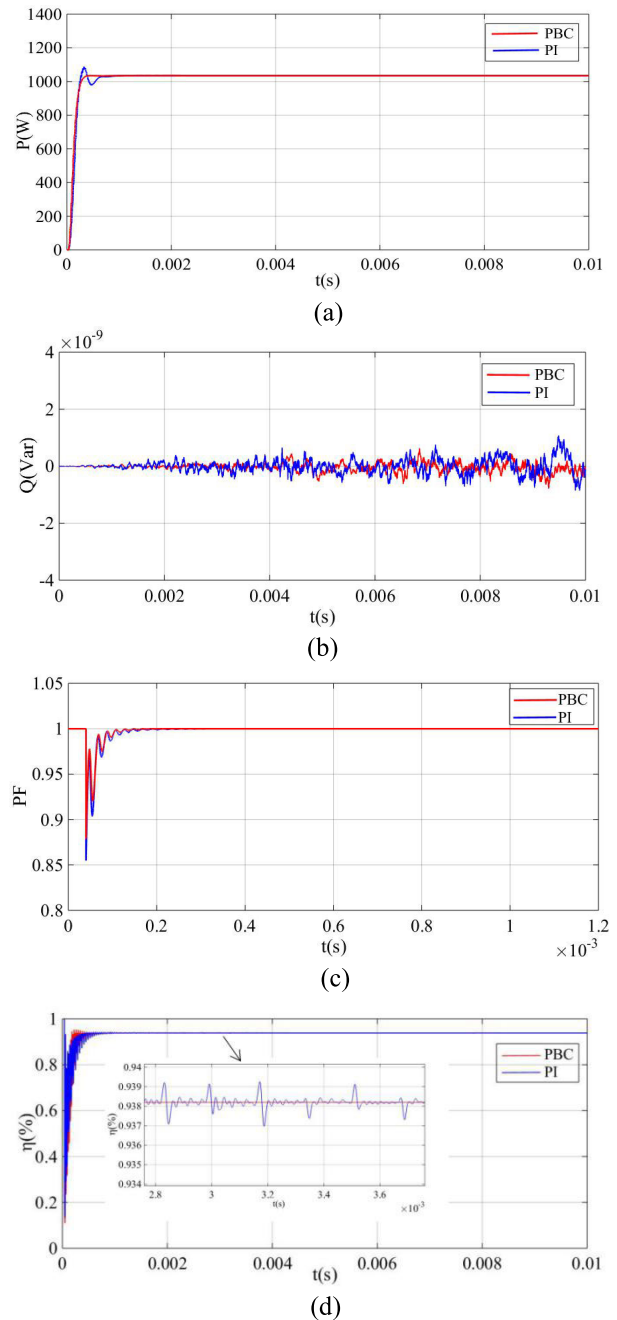 1400
1200
1000
800
600
400
200
0
P(W)
PBC
PI
0 0.002 0.004 0.006 0.008 0.01
t(s)
(a)
×10⁻⁹
4
2
0
-2
-4
Q(Var)
PBC
PI
0 0.002 0.004 0.006 0.008 0.01
t(s)
(b)
1.05
1
0.95
0.9
0.85
0.8
PF
PBC
PI
0 0.2 0.4 0.6 0.8 1 1.2
t(s)
×10⁻³
(c)
1
0.8
0.6
0.4
0.2
0
η(%)
PBC
PI
0.94
0.939
0.938
0.937
0.936
0.935
0.934
η(%)
2.8 3 3.2 3.4 3.6
t(s)
×10⁻³
0 0.002 0.004 0.006 0.008 0.01
t(s)
(d)